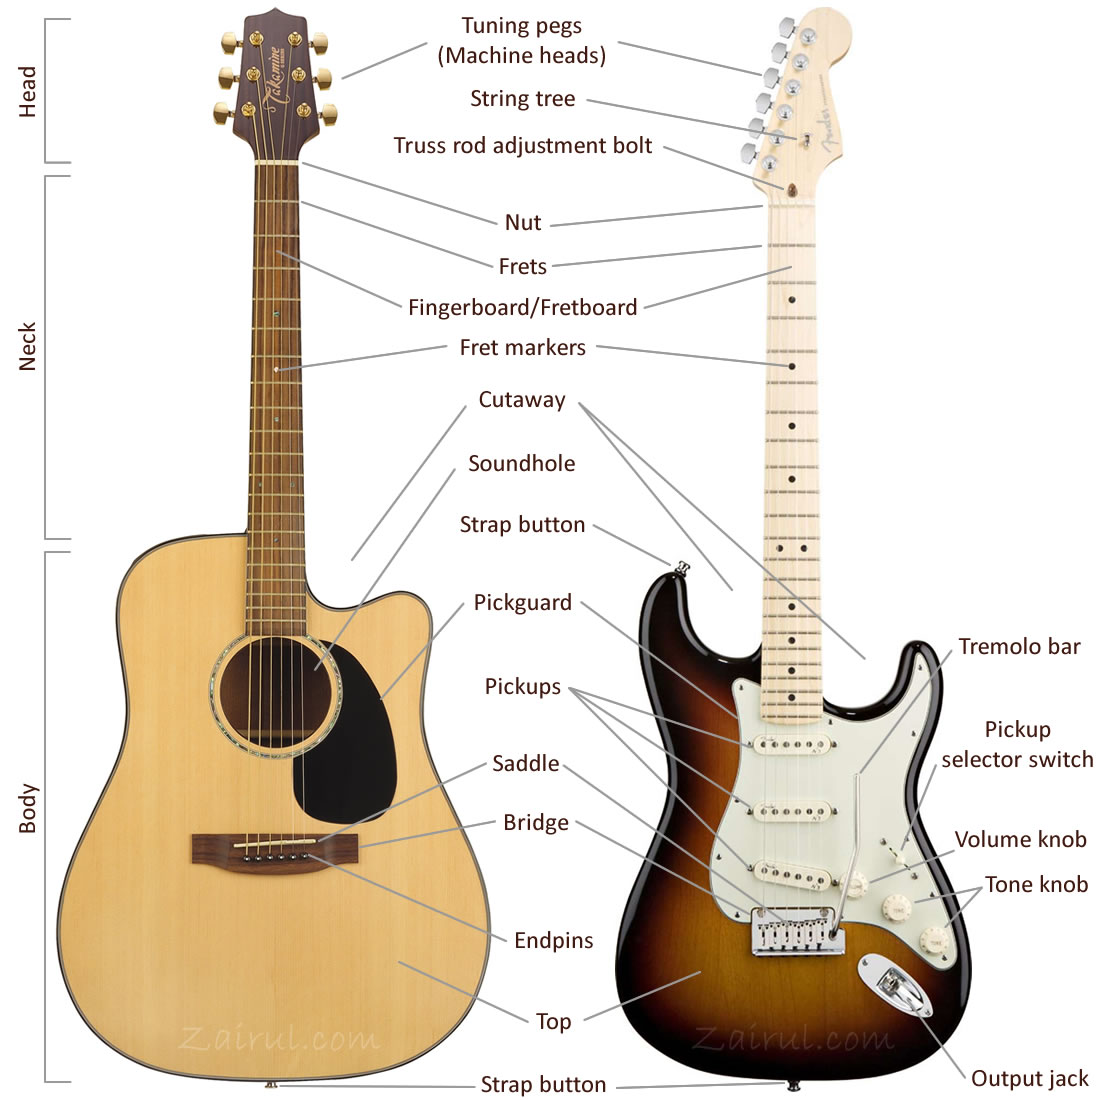 Tuning pegs
(Machine heads)
Head
Takamine
String tree
Fender
Truss rod adjustment bolt
Nut
Frets
Fingerboard/Fretboard
Neck
Fret markers
Cutaway
Soundhole
Strap button
Pickguard
Tremolo bar
Pickups
Pickup
selector switch
Saddle
Body
Bridge
Volume knob
Tone knob
Endpins
Top
Zairul.com
Zairul.com
Output jack
Strap button